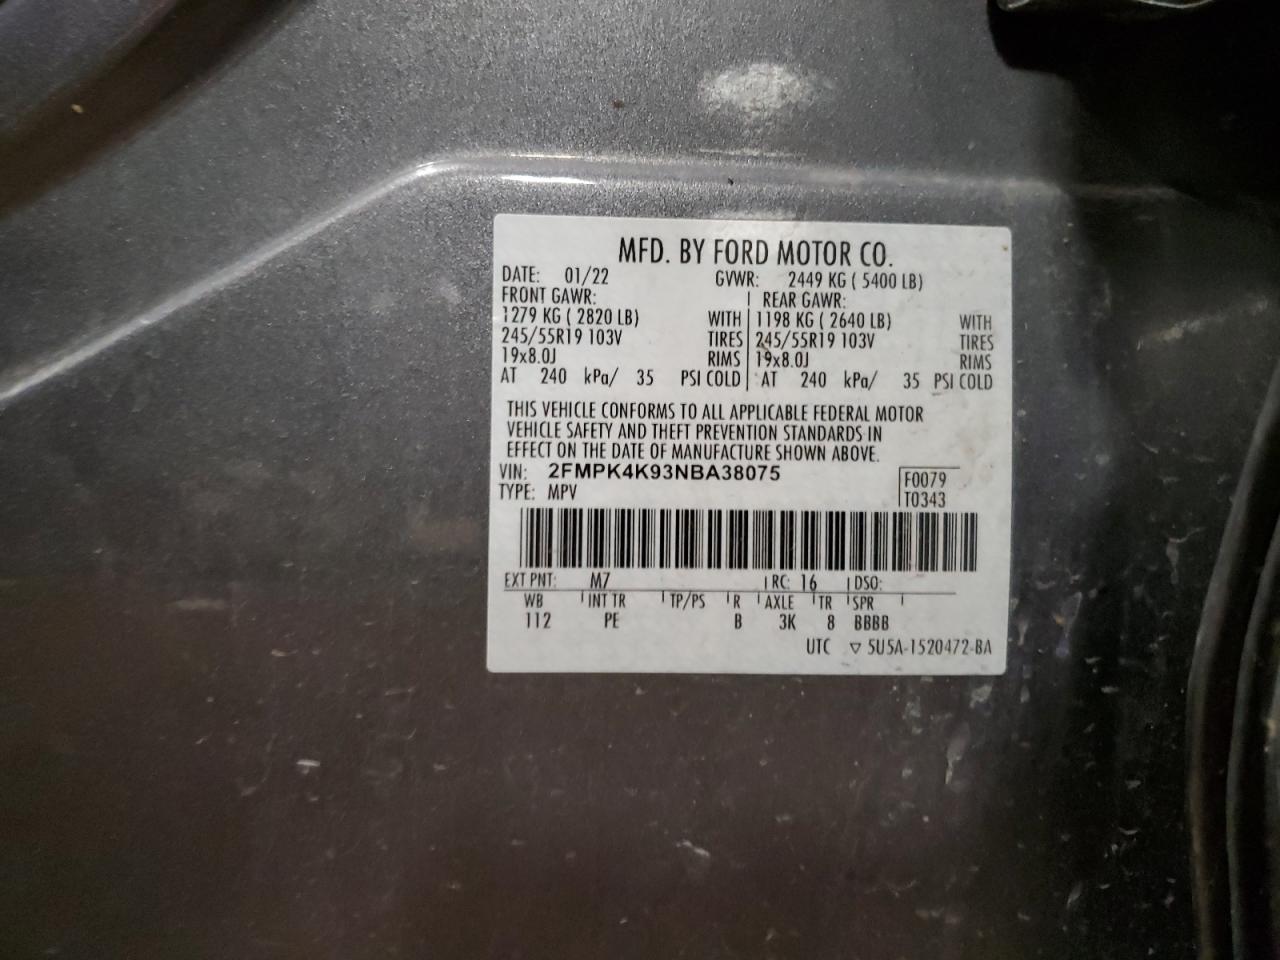 MFD. BY FORD MOTOR CO.
DATE: 01/22 GVWR: 2449 KG ( 5400 LB)
FRONT GAWR: REAR GAWR:
1279 KG ( 2820 LB) WITH 1198 KG ( 2640 LB) WITH
245/55R19 103V TIRES 245/55R19 103V TIRES
19x8.0J RIMS 19x8.0J RIMS
AT 240 kPa/ 35 PSI COLD AT 240 kPa/ 35 PSI COLD
THIS VEHICLE CONFORMS TO ALL APPLICABLE FEDERAL MOTOR
VEHICLE SAFETY AND THEFT PREVENTION STANDARDS IN
EFFECT ON THE DATE OF MANUFACTURE SHOWN ABOVE.
VIN: 2FMPK4K93NBA38075 F0079
TYPE: MPV T0343
EXT PNT: M7 RC: 16 DSO:
WB INT TR TP/PS R AXLE TR SPR
112 PE B 3K 8 BBBB
UTC ▽ 5U5A-1520472-BA